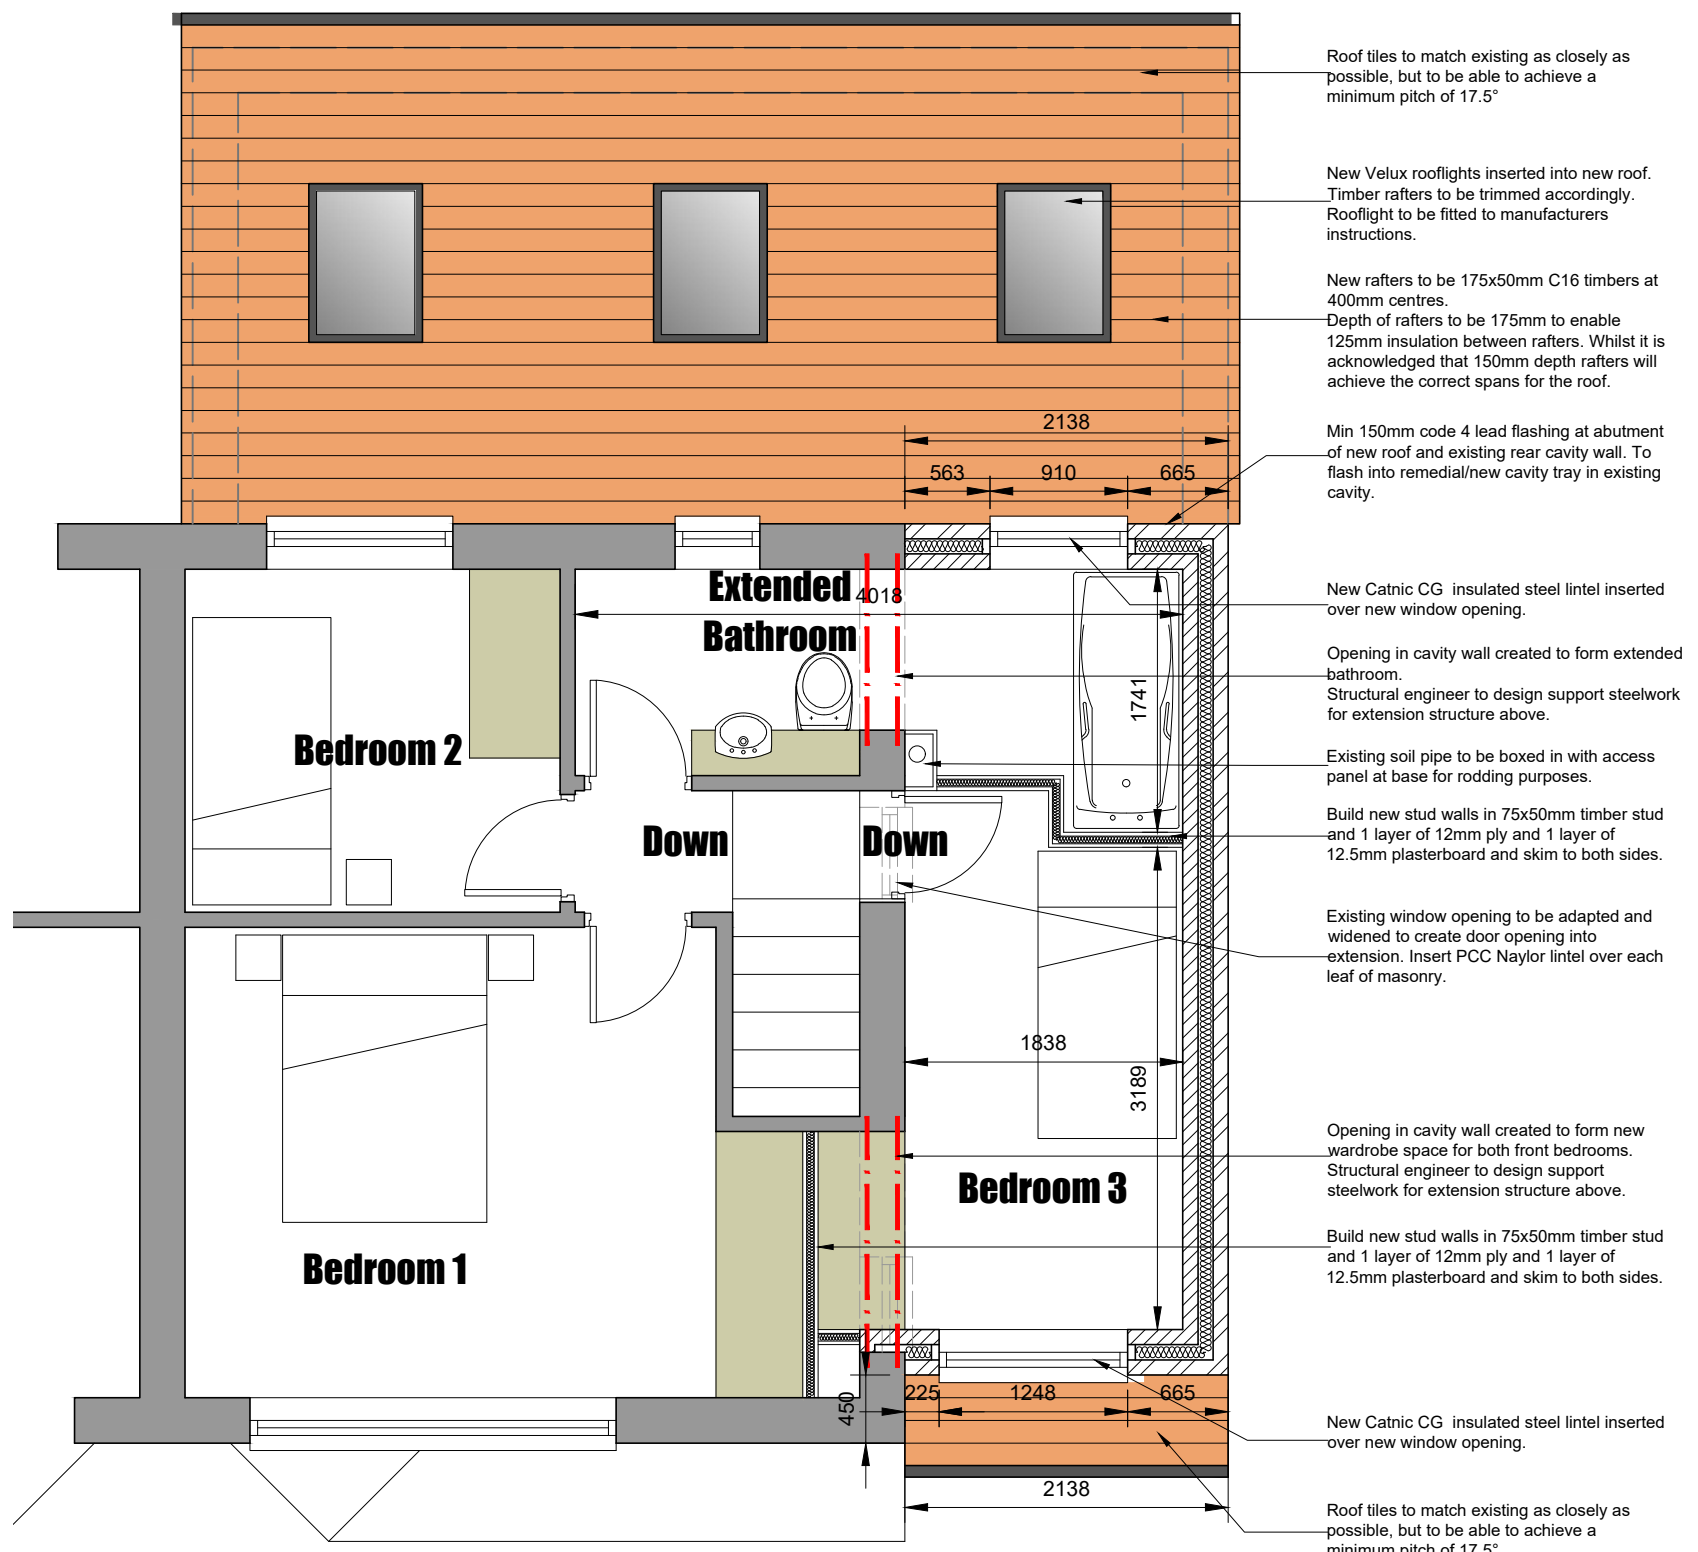 Roof tiles to match existing as closely as
possible, but to be able to achieve a
minimum pitch of 17.5°
New Velux rooflights inserted into new roof.
Timber rafters to be trimmed accordingly.
Rooflight to be fitted to manufacturers
instructions.
New rafters to be 175x50mm C16 timbers at
400mm centres.
Depth of rafters to be 175mm to enable
125mm insulation between rafters. Whilst it is
acknowledged that 150mm depth rafters will
achieve the correct spans for the roof.
2138
563 910 665
Min 150mm code 4 lead flashing at abutment
of new roof and existing rear cavity wall. To
flash into remedial/new cavity tray in existing
cavity.
New Catnic CG  insulated steel lintel inserted
over new window opening.
Extended
4018
Bathroom
Opening in cavity wall created to form extended
bathroom.
Structural engineer to design support steelwork
for extension structure above.
1741
Bedroom 2
Existing soil pipe to be boxed in with access
panel at base for rodding purposes.
Down
Down
Build new stud walls in 75x50mm timber stud
and 1 layer of 12mm ply and 1 layer of
12.5mm plasterboard and skim to both sides.
Existing window opening to be adapted and
widened to create door opening into
extension. Insert PCC Naylor lintel over each
leaf of masonry.
1838
3189
Opening in cavity wall created to form new
wardrobe space for both front bedrooms.
Structural engineer to design support
steelwork for extension structure above.
Bedroom 3
Bedroom 1
Build new stud walls in 75x50mm timber stud
and 1 layer of 12mm ply and 1 layer of
12.5mm plasterboard and skim to both sides.
450
225 1248 665
New Catnic CG  insulated steel lintel inserted
over new window opening.
2138
Roof tiles to match existing as closely as
possible, but to be able to achieve a
minimum pitch of 17.5°